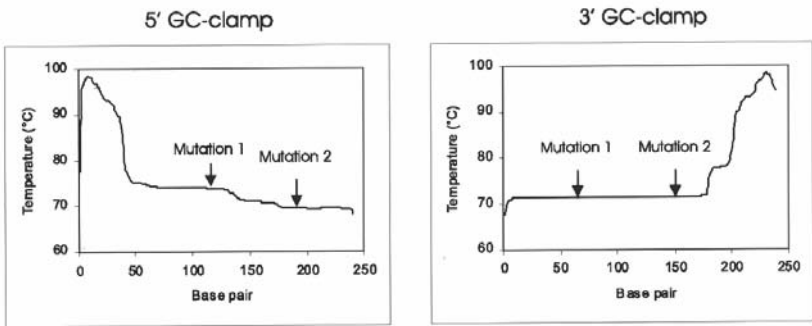 5' GC-clamp
Temperature (°C)
100
90
80
70
60
Mutation 1
Mutation 2
0
50
100
150
200
250
Base pair
3' GC-clamp
Temperature (°C)
100
90
80
70
60
Mutation 1
Mutation 2
0
50
100
150
200
250
Base pair